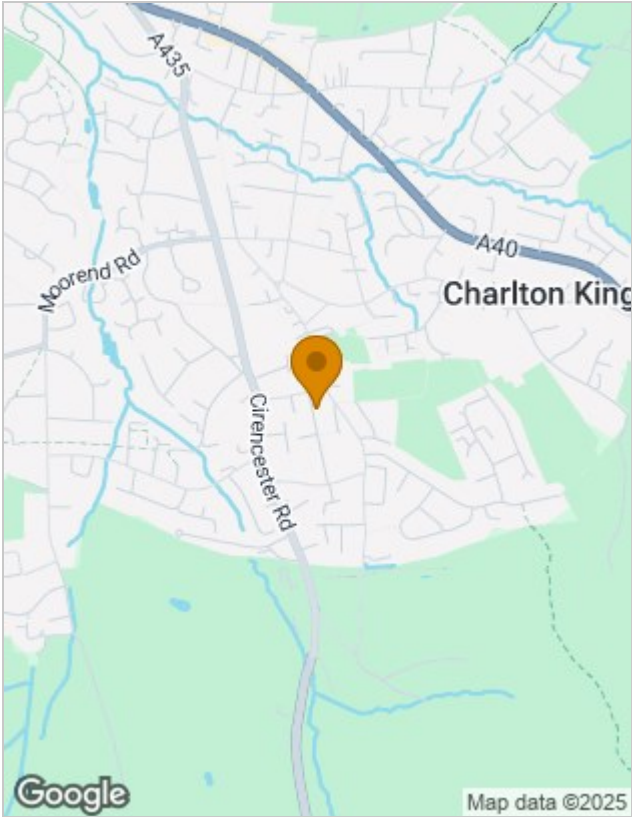 A435
A40
Moorend Rd
Charlton King
Cirencester Rd
Google
Map data ©2025